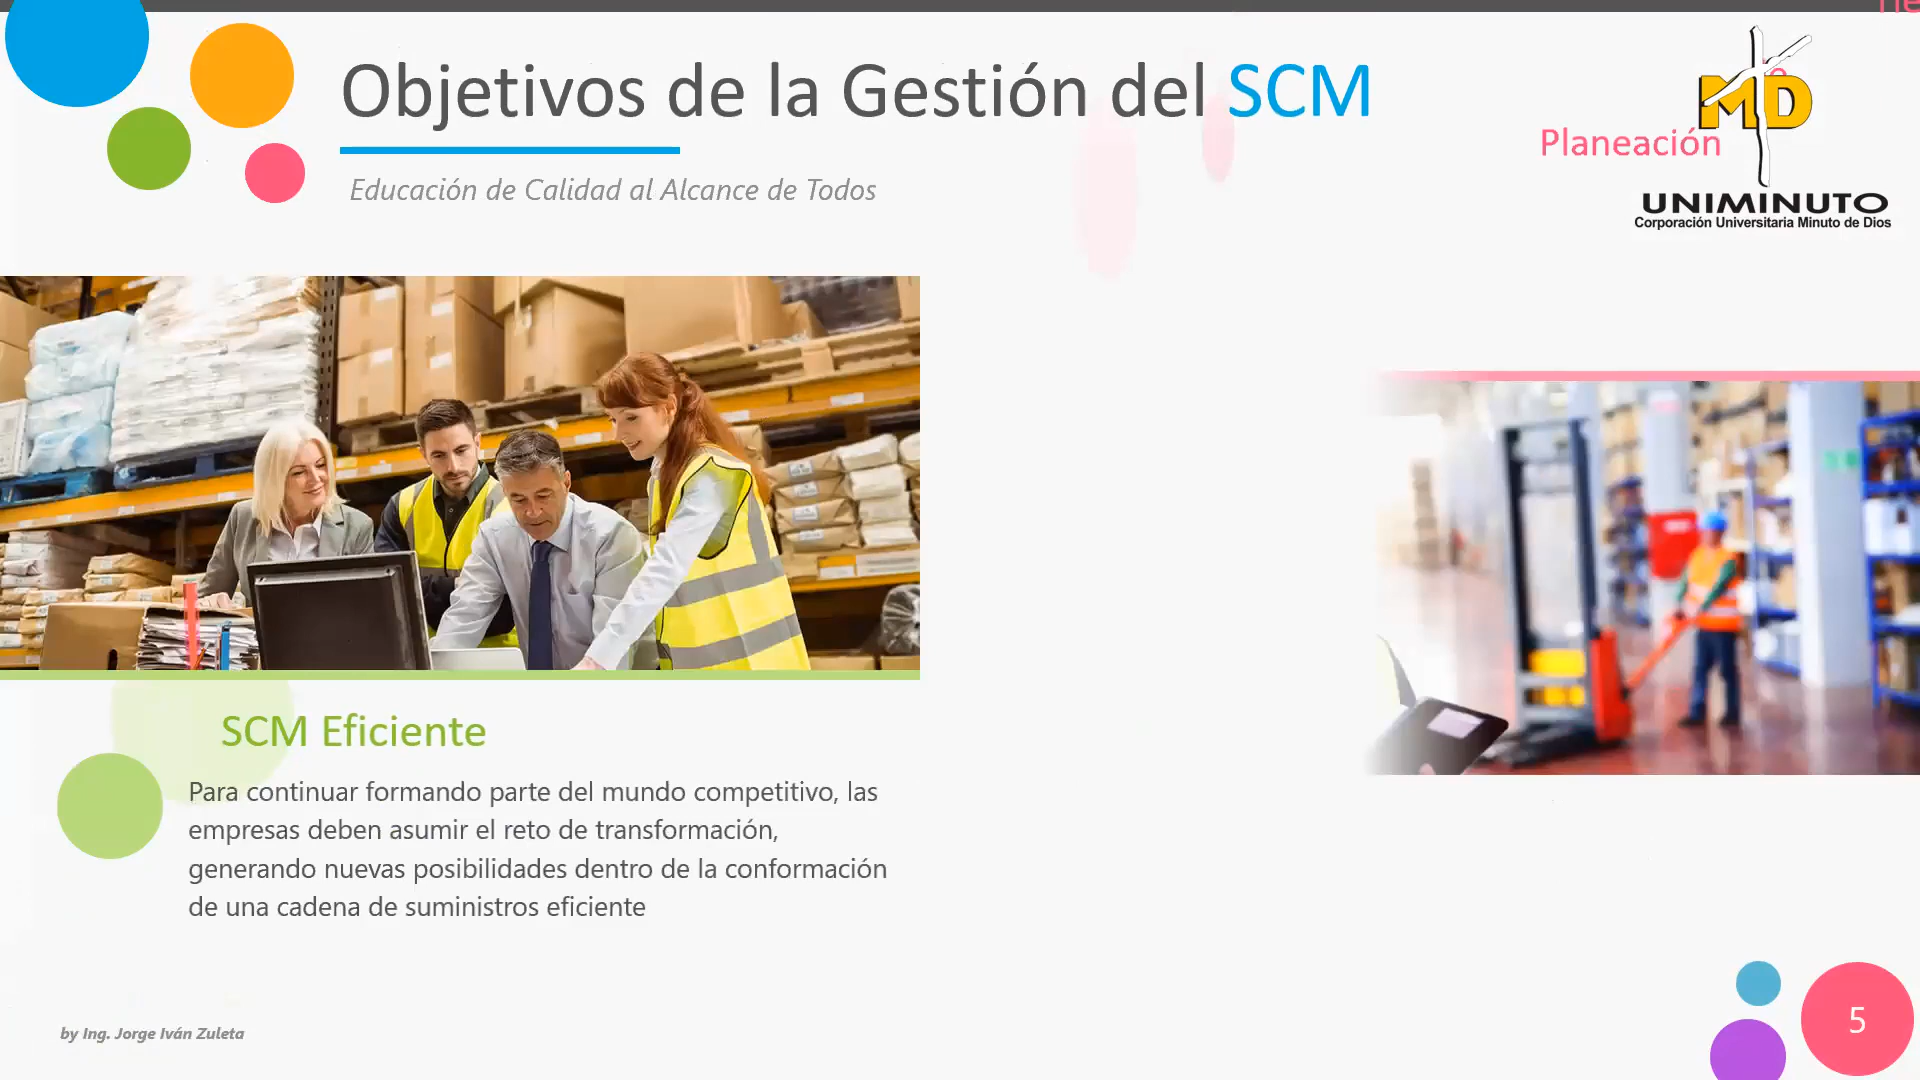 Objetivos de la Gestión del SCM
Educación de Calidad al Alcance de Todos
Planeación
MD
UNIMINUTO
Corporación Universitaria Minuto de Dios
SCM Eficiente
Para continuar formando parte del mundo competitivo, las
empresas deben asumir el reto de transformación,
generando nuevas posibilidades dentro de la conformación
de una cadena de suministros eficiente
by Ing. Jorge Iván Zuleta
5